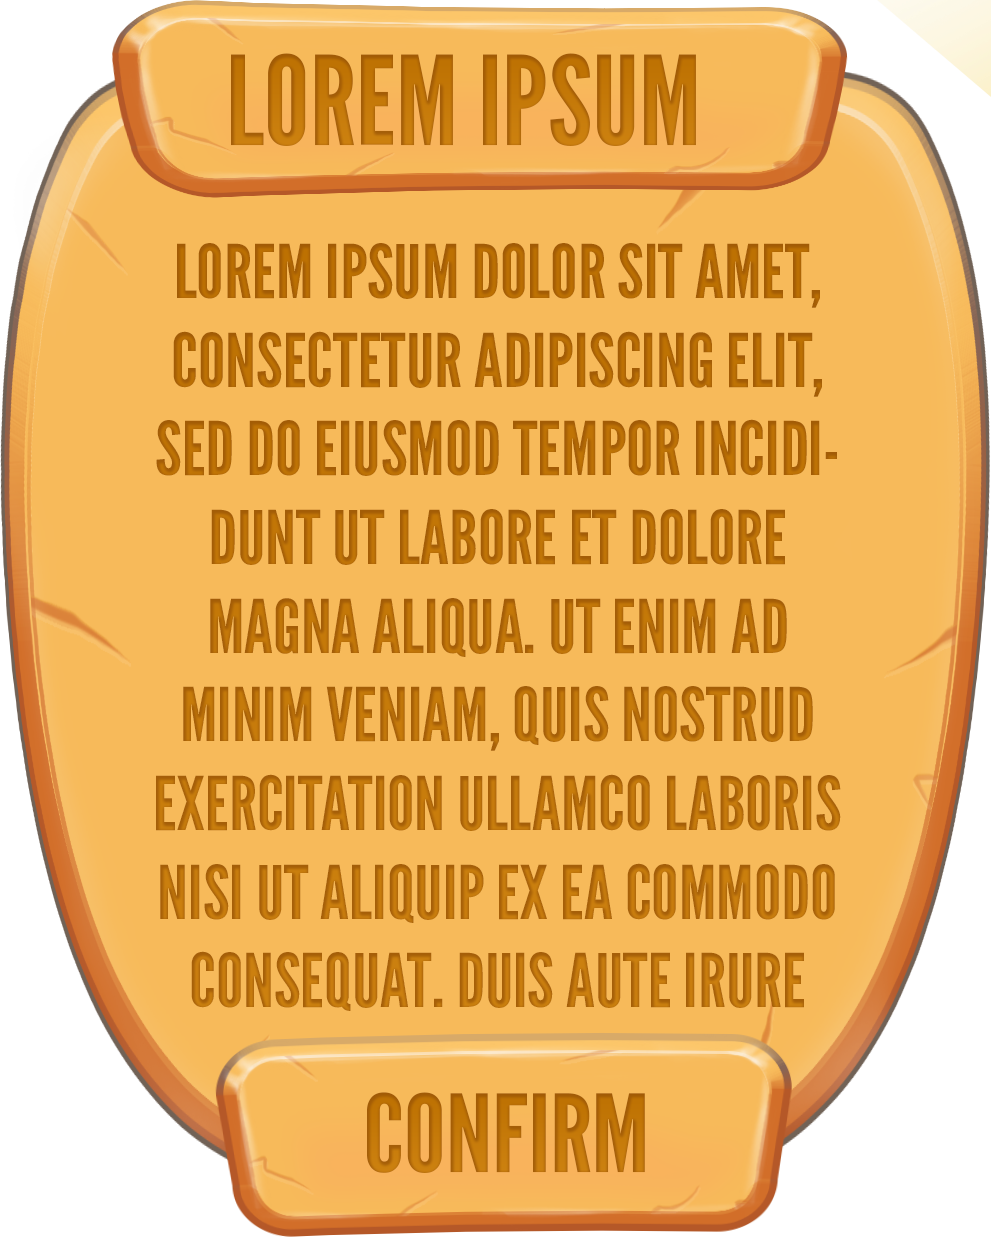 LOREM IPSUM
LOREM IPSUM DOLOR SIT AMET,
CONSECTETUR ADIPISCING ELIT,
SED DO EIUSMOD TEMPOR INCIDI-
DUNT UT LABORE ET DOLORE
MAGNA ALIQUA. UT ENIM AD
MINIM VENIAM, QUIS NOSTRUD
EXERCITATION ULLAMCO LABORIS
NISI UT ALIQUIP EX EA COMMODO
CONSEQUAT. DUIS AUTE IRURE
CONFIRM